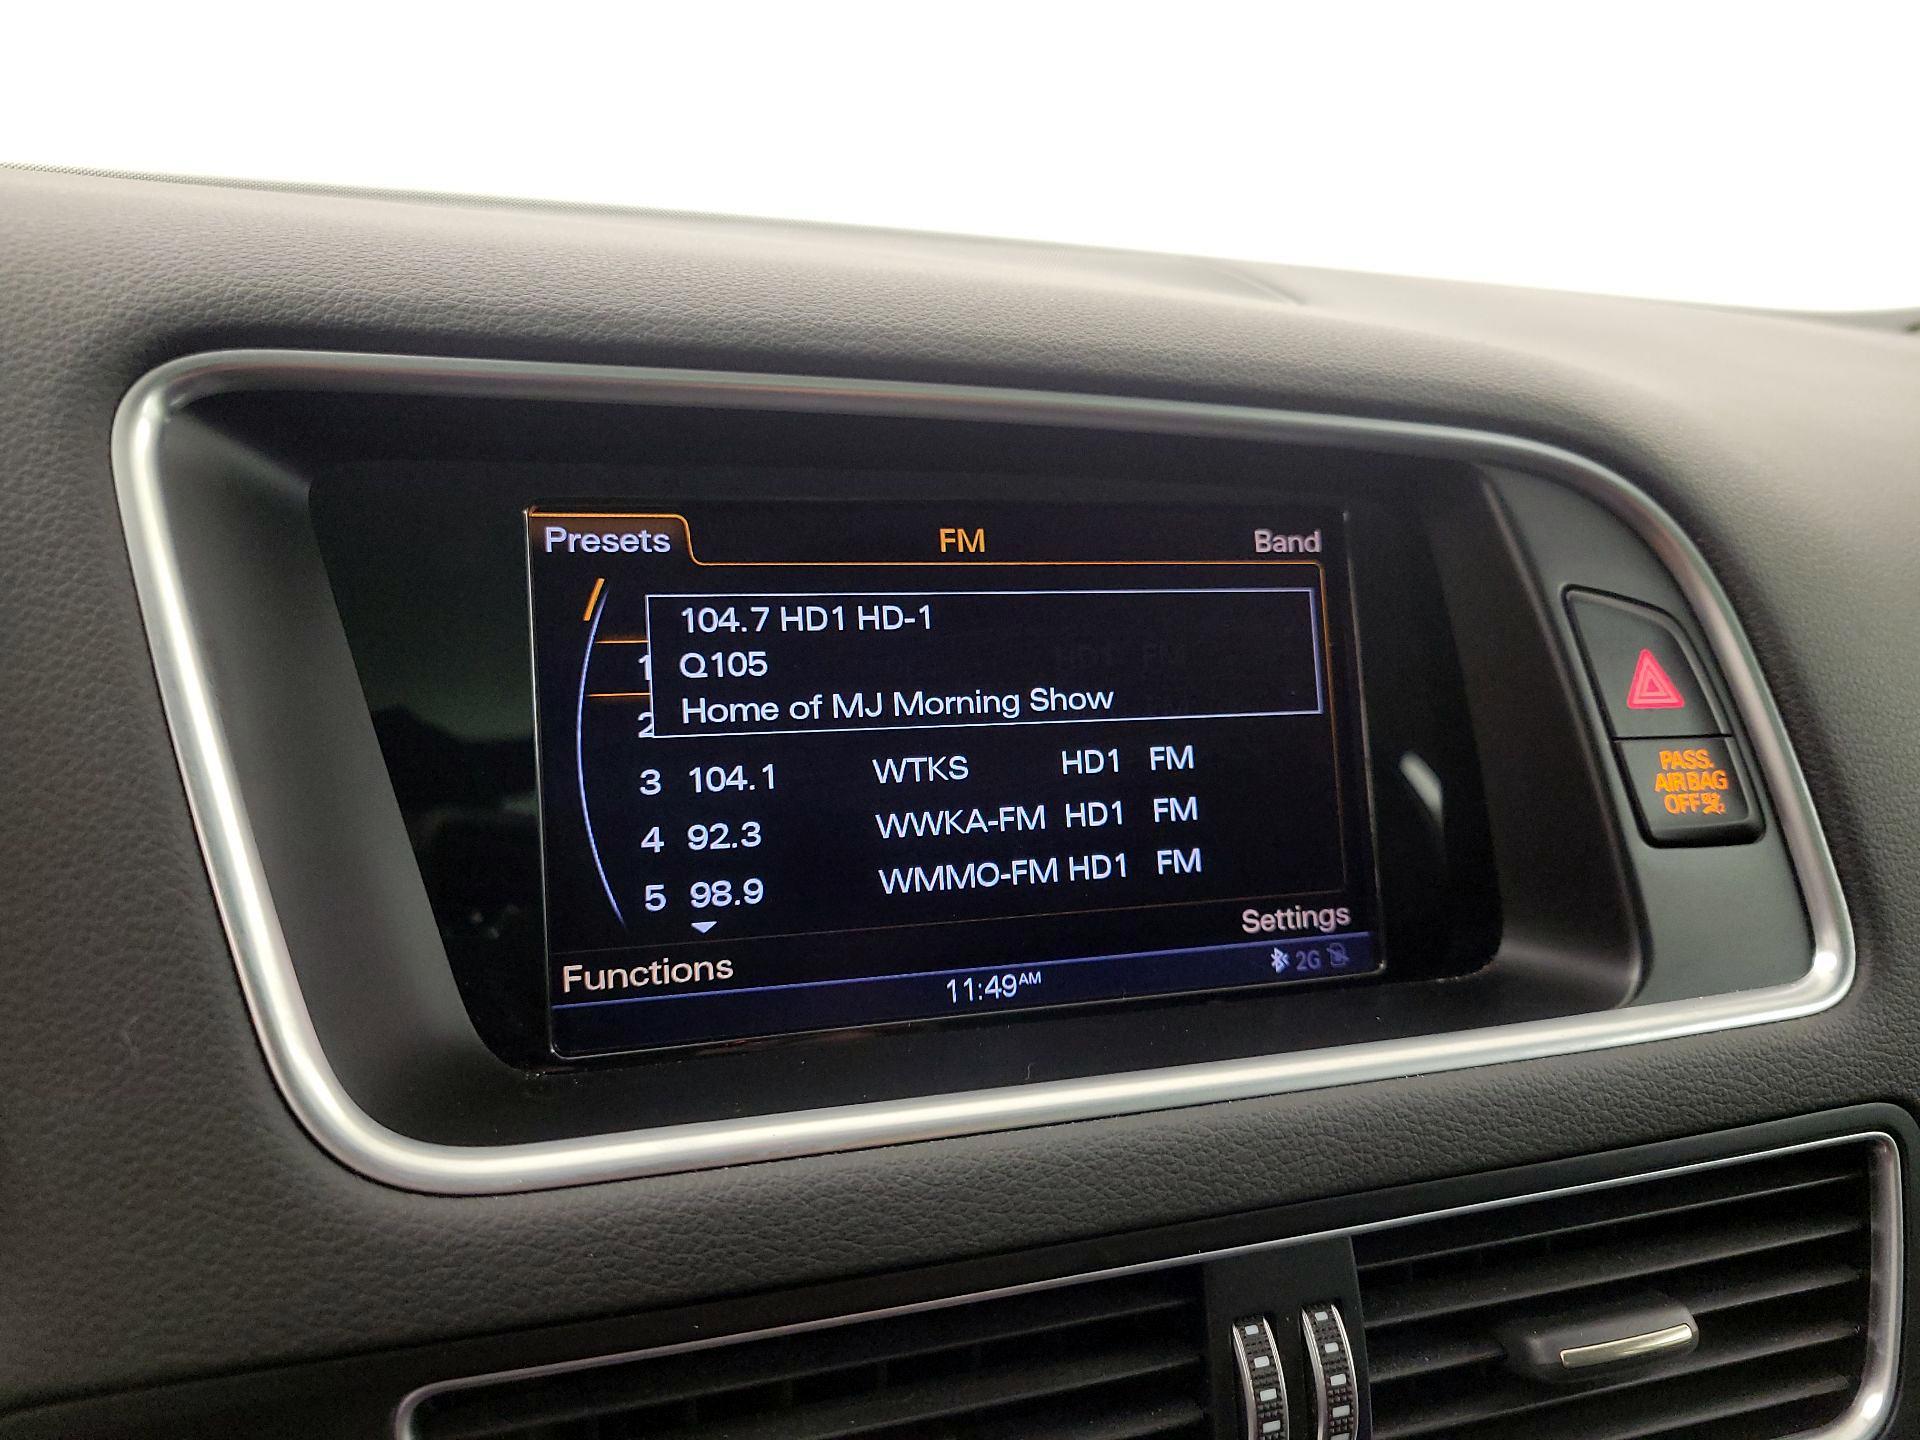 Presets FM Band
104.7 HD1 HD-1
1 Q105
Home of MJ Morning Show
2
3 104.1 WTKS HD1 FM
4 92.3 WWKA-FM HD1 FM
5 98.9 WMMO-FM HD1 FM
Settings
Functions
11:49AM
2G
PASS.
AIR BAG
OFF